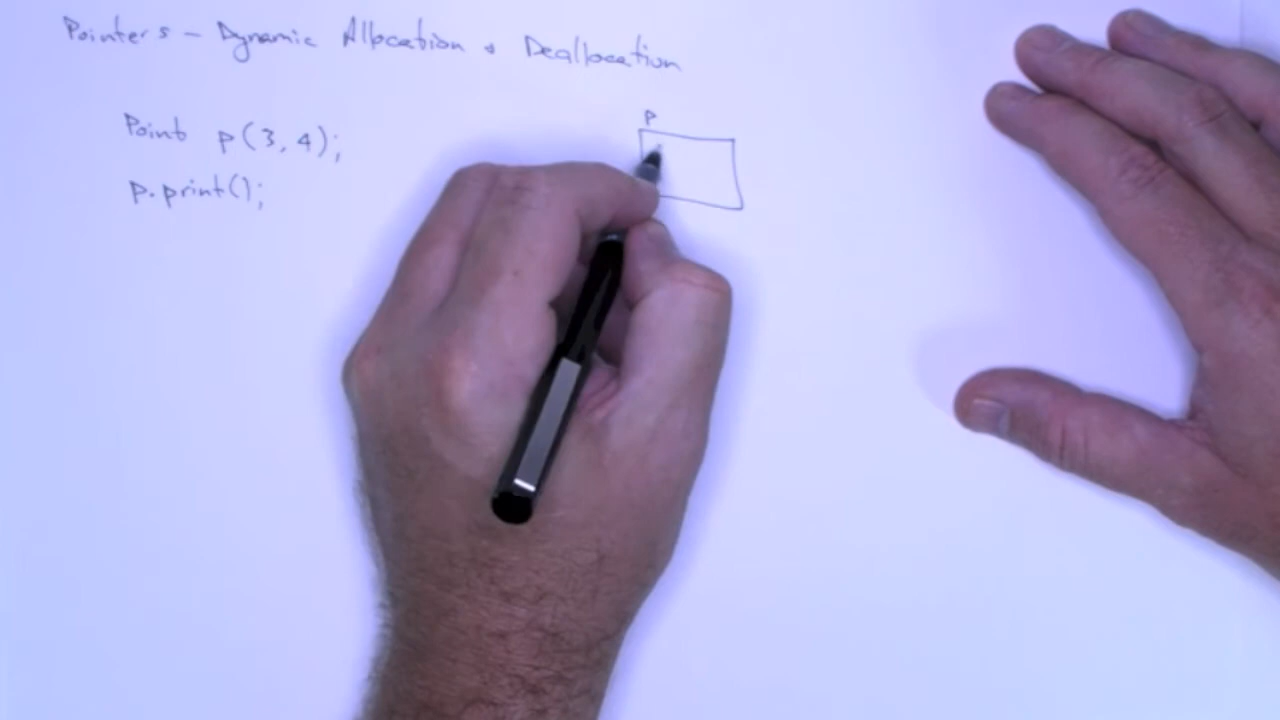 Pointers - Dynamic Allocation & Deallocation
Point p(3,4);
p.print();
p